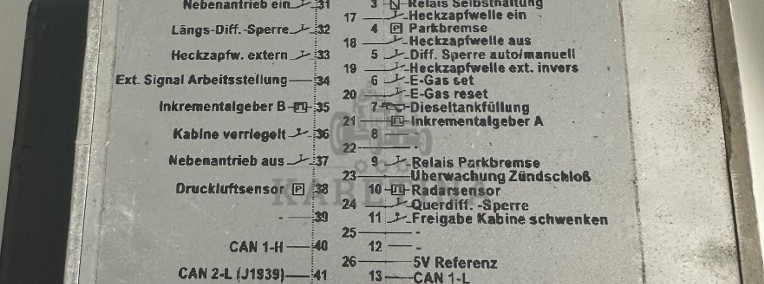 Nebenantrieb ein 31
3 Relais Selbsthaltung
17 Heckzapfwelle ein
Längs-Diff.-Sperre 32
4 P Parkbremse
18 Heckzapfwelle aus
Heckzapfw. extern 33
5 Diff. Sperre auto/manuell
19 Heckzapfwelle ext. invers
Ext. Signal Arbeitsstellung 34
6 E-Gas set
20 E-Gas reset
Inkrementalgeber B 35
7 Dieseltankfüllung
21 Inkrementalgeber A
Kabine verriegelt 36
8 -
22 -
Nebenantrieb aus 37
9 Relais Parkbremse
23 Überwachung Zündschloß
Druckluftsensor P 38
10 Radarsensor
24 Querdiff. -Sperre
- 39
11 Freigabe Kabine schwenken
25 -
CAN 1-H 40
12 -
26 5V Referenz
CAN 2-L (J1939) 41
13 CAN 1-L